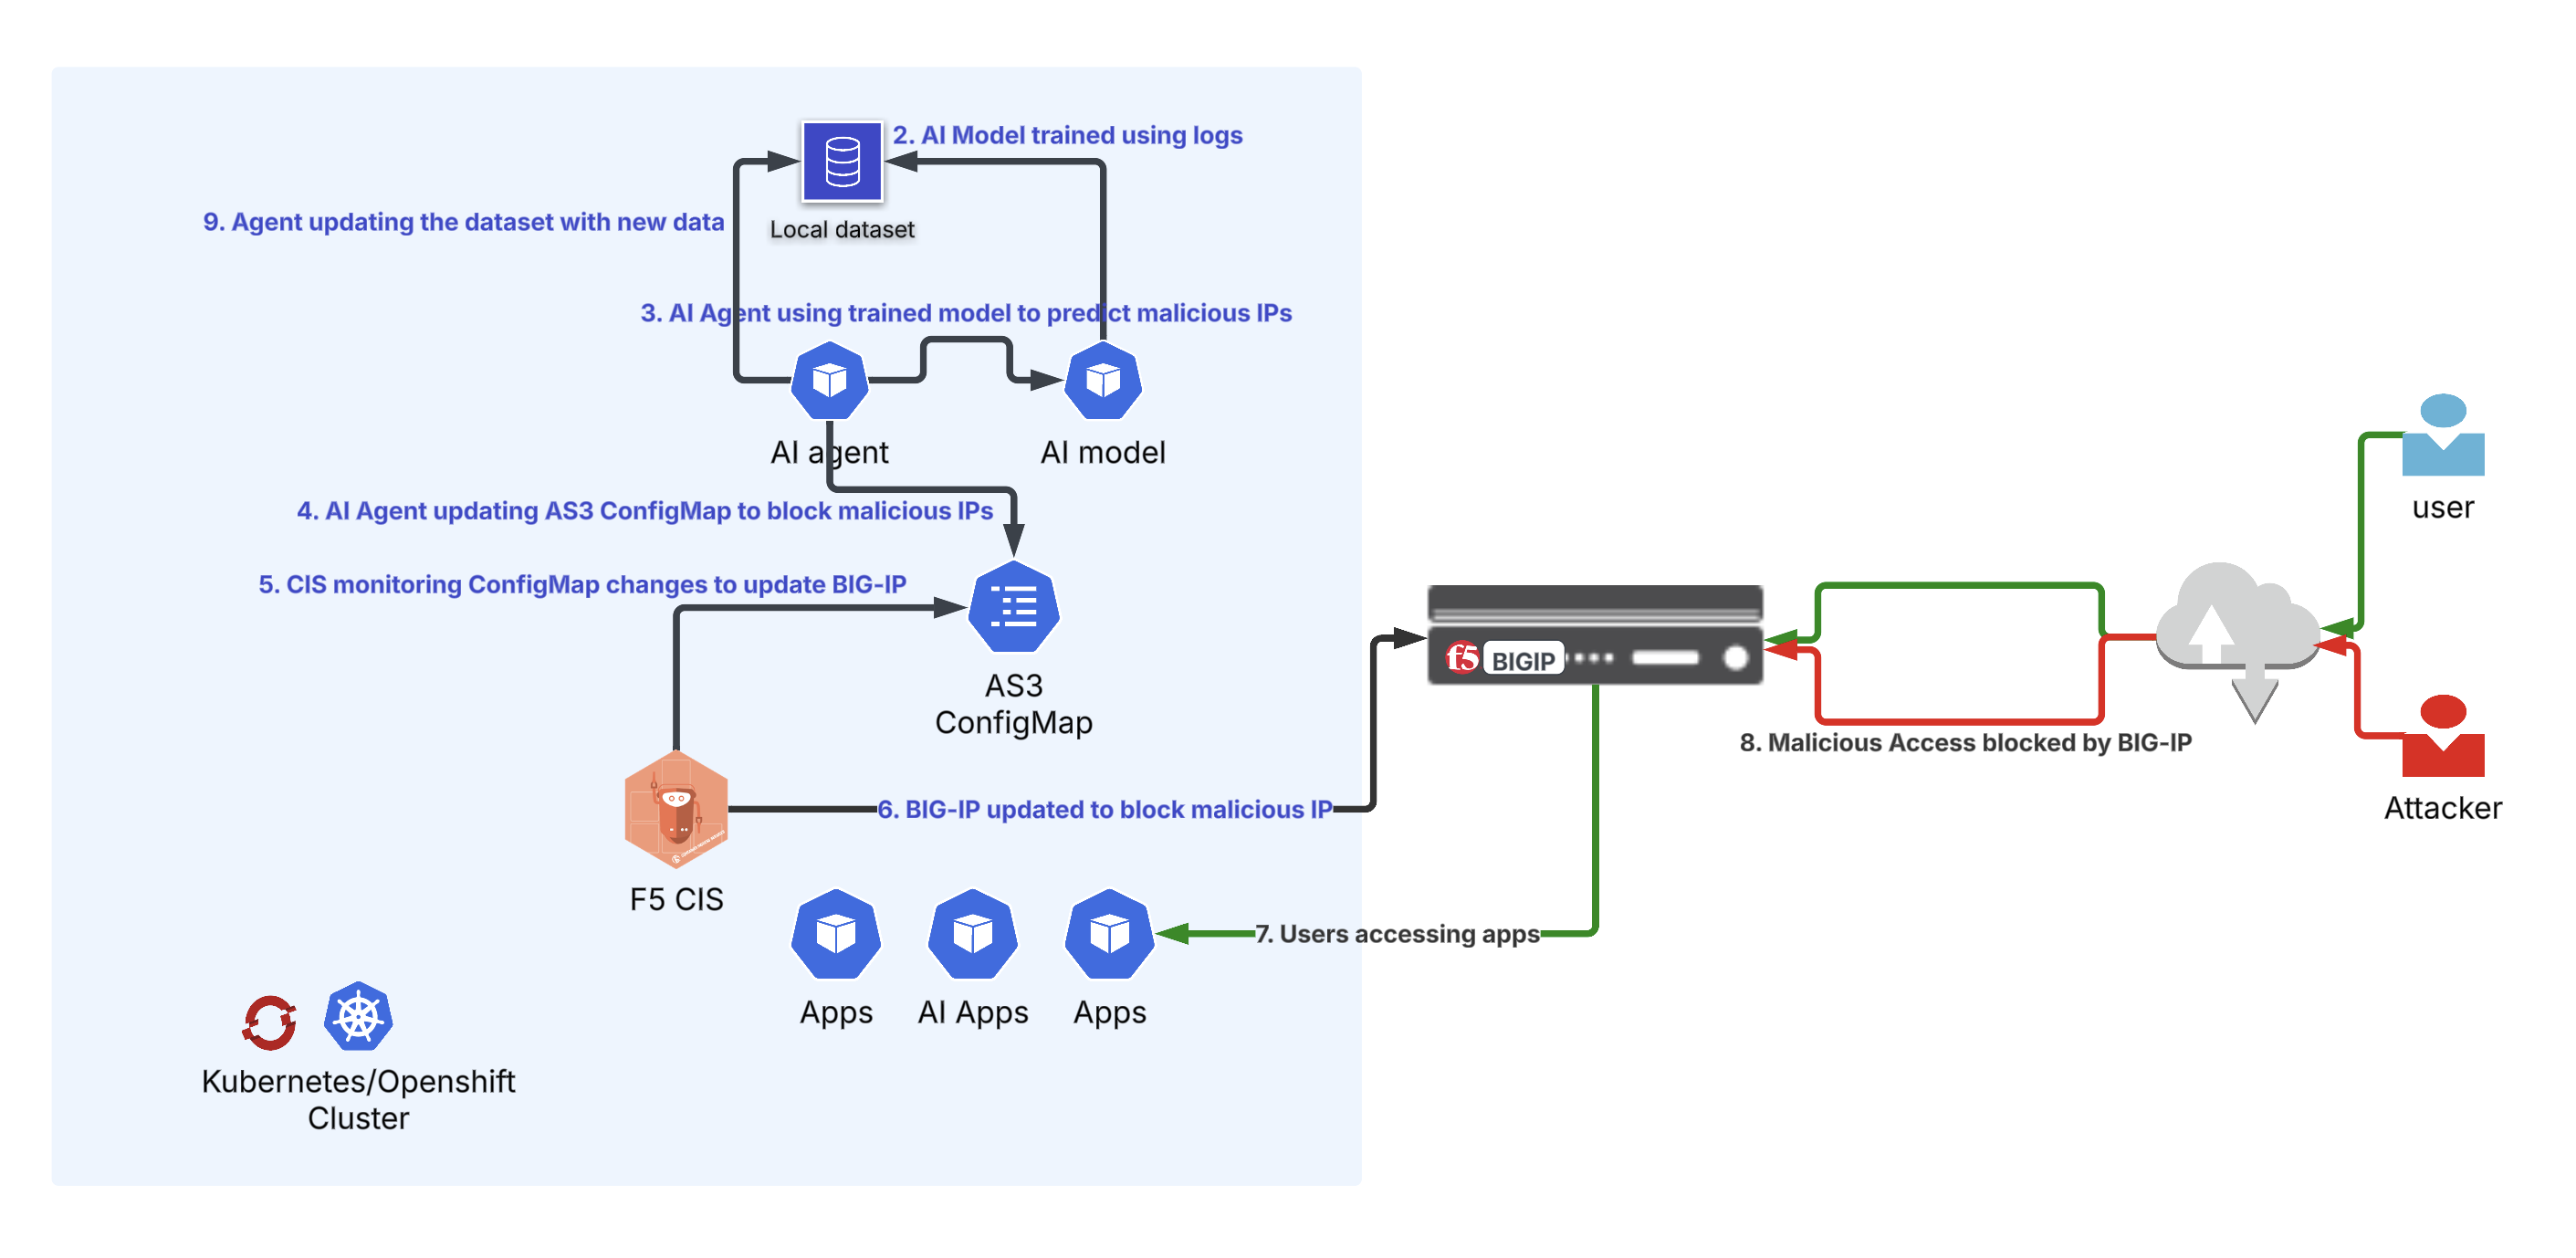 2. AI Model trained using logs
Local dataset
9. Agent updating the dataset with new data
3. AI Agent using trained model to predict malicious IPs
AI agent
AI model
4. AI Agent updating AS3 ConfigMap to block malicious IPs
5. CIS monitoring ConfigMap changes to update BIG-IP
AS3
ConfigMap
F5 CIS
6. BIG-IP updated to block malicious IP
f5
BIGIP
7. Users accessing apps
8. Malicious Access blocked by BIG-IP
user
Attacker
Apps
AI Apps
Apps
Kubernetes/Openshift
Cluster